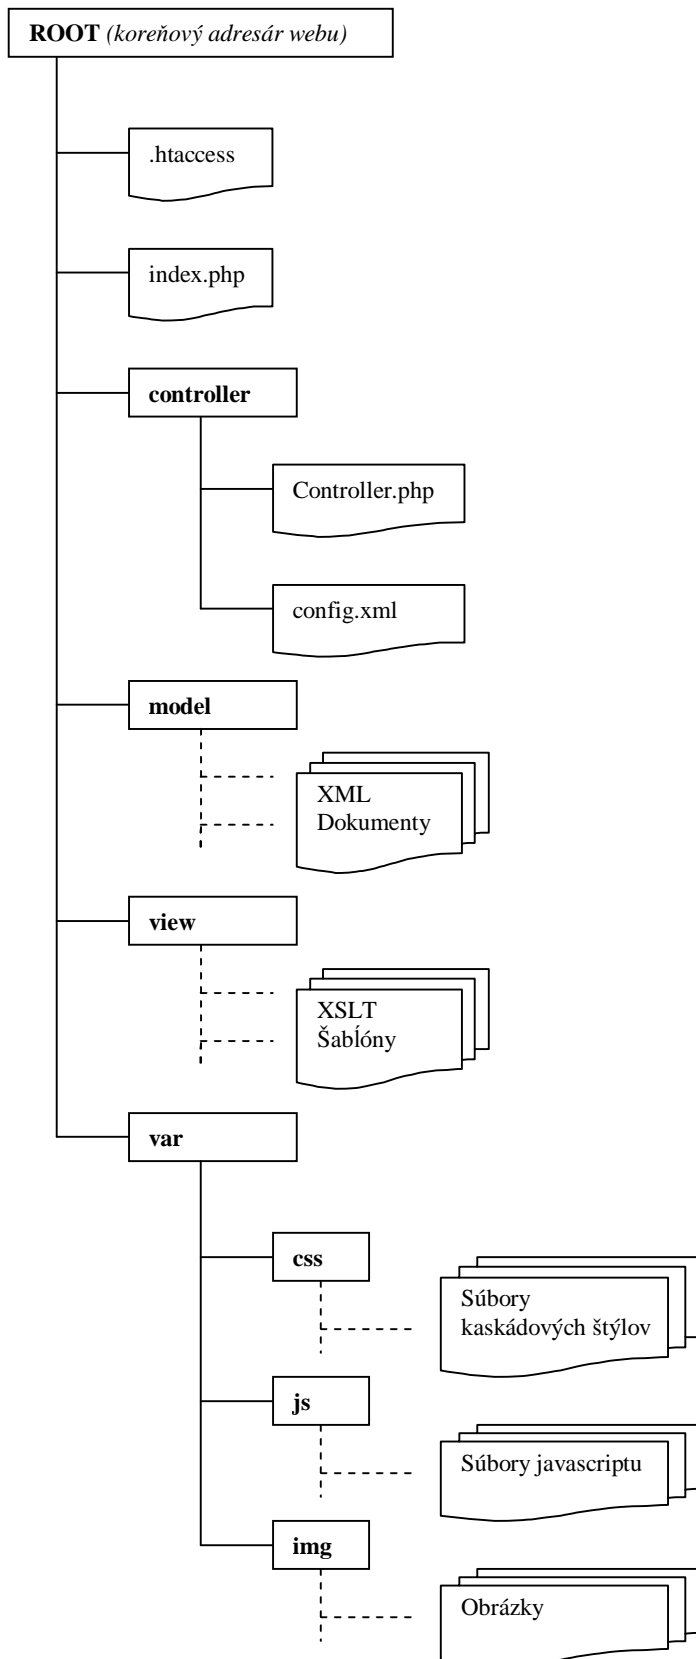 ROOT (koreňový adresár webu)
.htaccess
index.php
controller
Controller.php
config.xml
model
XML
Dokumenty
view
XSLT
Šabĺóny
var
css
Súbory
kaskádových štýlov
js
Súbory javascriptu
img
Obrázky